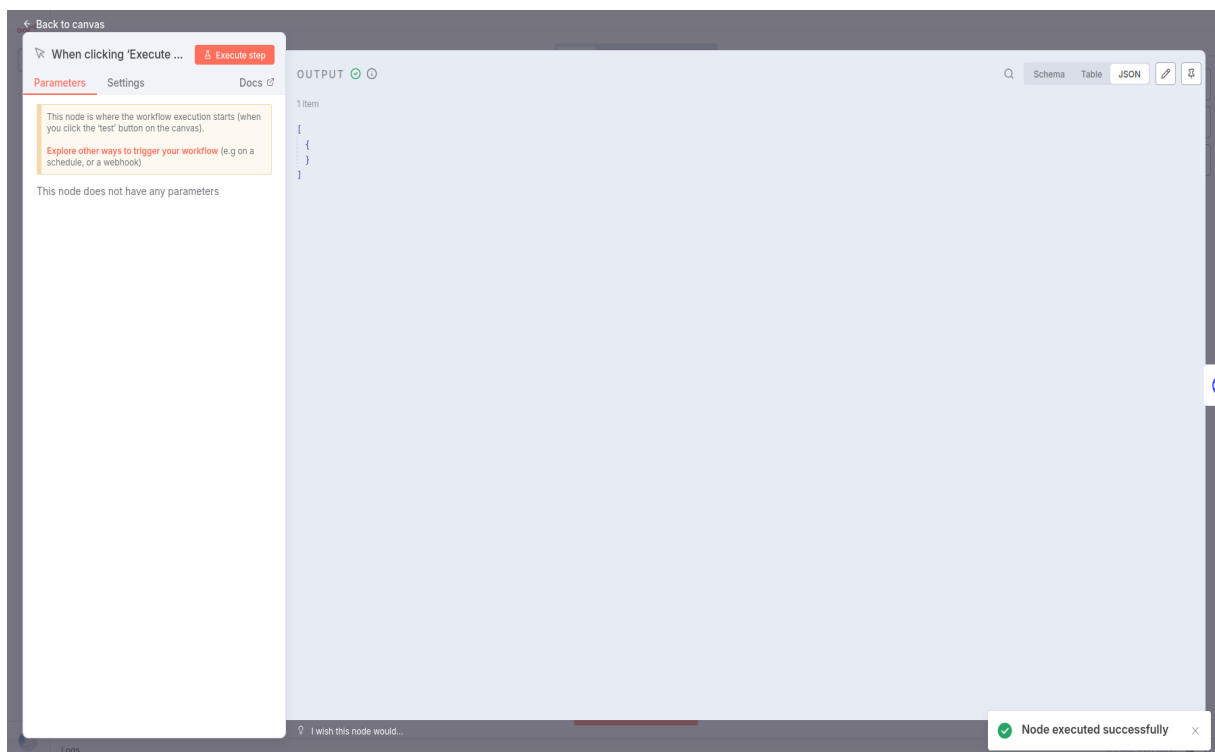 Back to canvas
When clicking ‘Execute ...
Execute step
Parameters Settings Docs
This node is where the workflow execution starts (when
you click the ‘test’ button on the canvas).
Explore other ways to trigger your workflow (e.g on a
schedule, or a webhook)
This node does not have any parameters
OUTPUT
Schema Table JSON
1 item
[
{
}
]
I wish this node would...
Node executed successfully
Logs